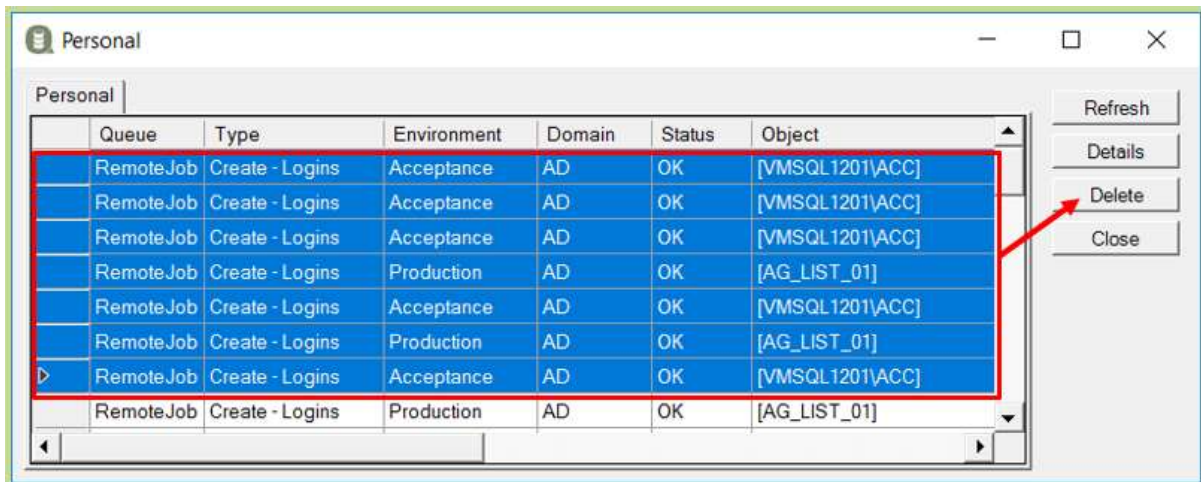 Personal
Personal
Queue Type Environment Domain Status Object
RemoteJob Create - Logins Acceptance AD OK [VMSQL1201\ACC]
RemoteJob Create - Logins Acceptance AD OK [VMSQL1201\ACC]
RemoteJob Create - Logins Acceptance AD OK [VMSQL1201\ACC]
RemoteJob Create - Logins Production AD OK [AG_LIST_01]
RemoteJob Create - Logins Acceptance AD OK [VMSQL1201\ACC]
RemoteJob Create - Logins Production AD OK [AG_LIST_01]
RemoteJob Create - Logins Acceptance AD OK [VMSQL1201\ACC]
RemoteJob Create - Logins Production AD OK [AG_LIST_01]
Refresh
Details
Delete
Close